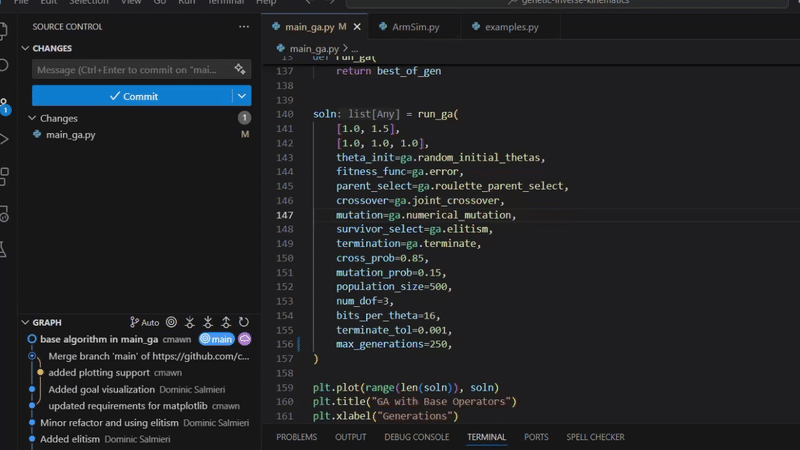 File Edit Selection View Go Run Terminal Help
genetic-inverse-kinematics
SOURCE CONTROL
main_ga.py M
ArmSim.py
examples.py
CHANGES
main_ga.py > ...
Message (Ctrl+Enter to commit on "mai...
Commit
Changes 1
main_ga.py M
13 def run_ga(
137 return best_of_gen
138
139
140 soln: list[Any] = run_ga(
141 [1.0, 1.5],
142 [1.0, 1.0, 1.0],
143 theta_init=ga.random_initial_thetas,
144 fitness_func=ga.error,
145 parent_select=ga.roulette_parent_select,
146 crossover=ga.joint_crossover,
147 mutation=ga.numerical_mutation,
148 survivor_select=ga.elitism,
149 termination=ga.terminate,
150 cross_prob=0.85,
151 mutation_prob=0.15,
152 population_size=500,
153 num_dof=3,
154 bits_per_theta=16,
155 terminate_tol=0.001,
156 max_generations=250,
157 )
158
159 plt.plot(range(len(soln)), soln)
160 plt.title("GA with Base Operators")
161 plt.xlabel("Generations")
GRAPH Auto
base algorithm in main_ga cmawn main
Merge branch 'main' of https://github.com/c...
added plotting support cmawn
Added goal visualization Dominic Salmieri
updated requirements for matplotlib cmawn
Minor refactor and using elitism Dominic Salmieri
Added elitism Dominic Salmieri
PROBLEMS OUTPUT DEBUG CONSOLE TERMINAL PORTS SPELL CHECKER